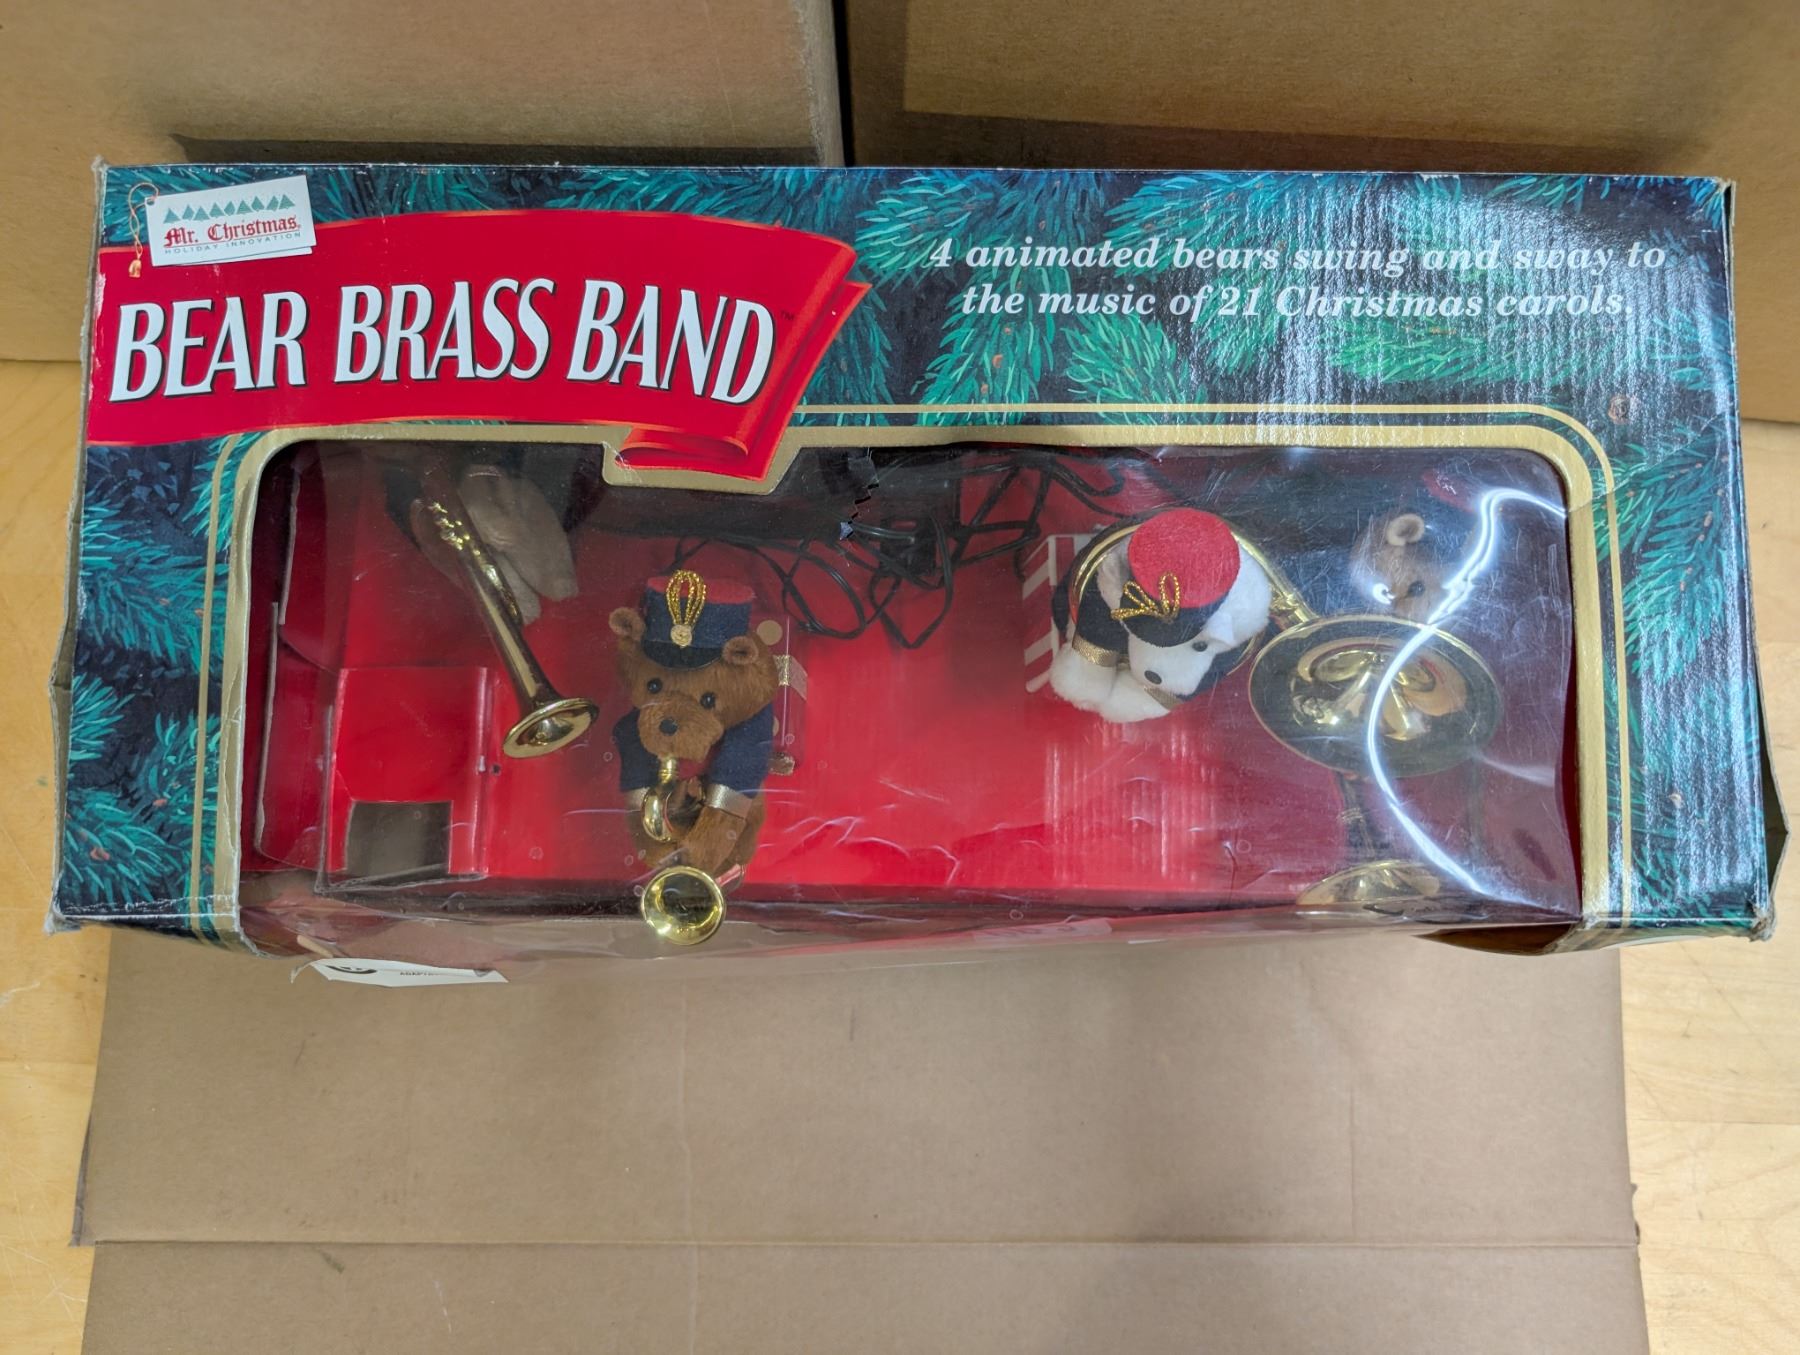 Mr. Christmas®
HOLIDAY INNOVATION
BEAR BRASS BAND™
4 animated bears swing and sway to
the music of 21 Christmas carols.